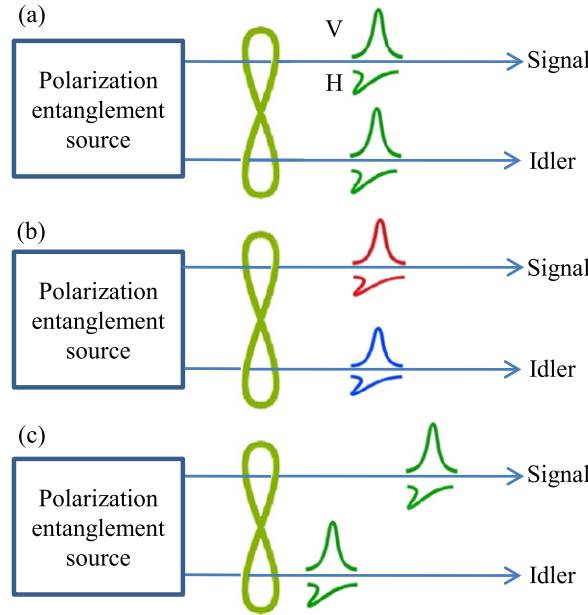 (a)
V
Polarization
entanglement
source
H
Signal
Idler
(b)
Polarization
entanglement
source
Signal
Idler
(c)
Polarization
entanglement
source
Signal
Idler